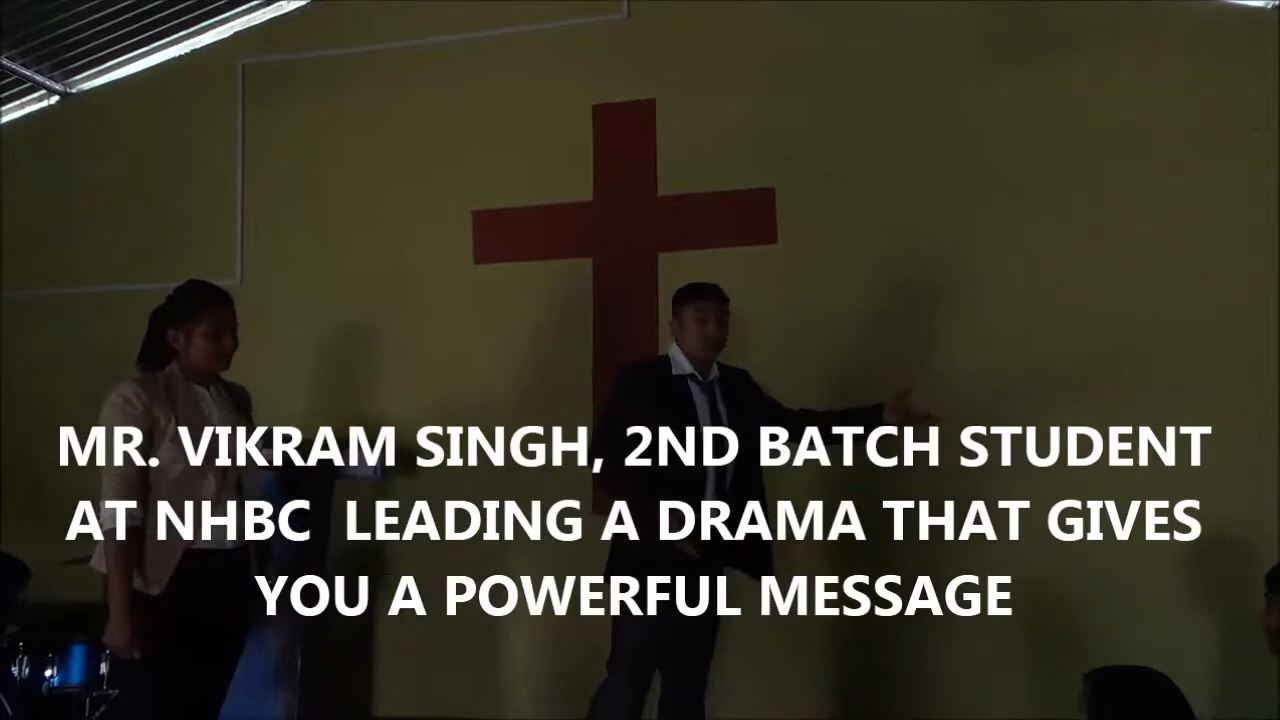 MR. VIKRAM SINGH, 2ND BATCH STUDENT
AT NHBC  LEADING A DRAMA THAT GIVES
YOU A POWERFUL MESSAGE